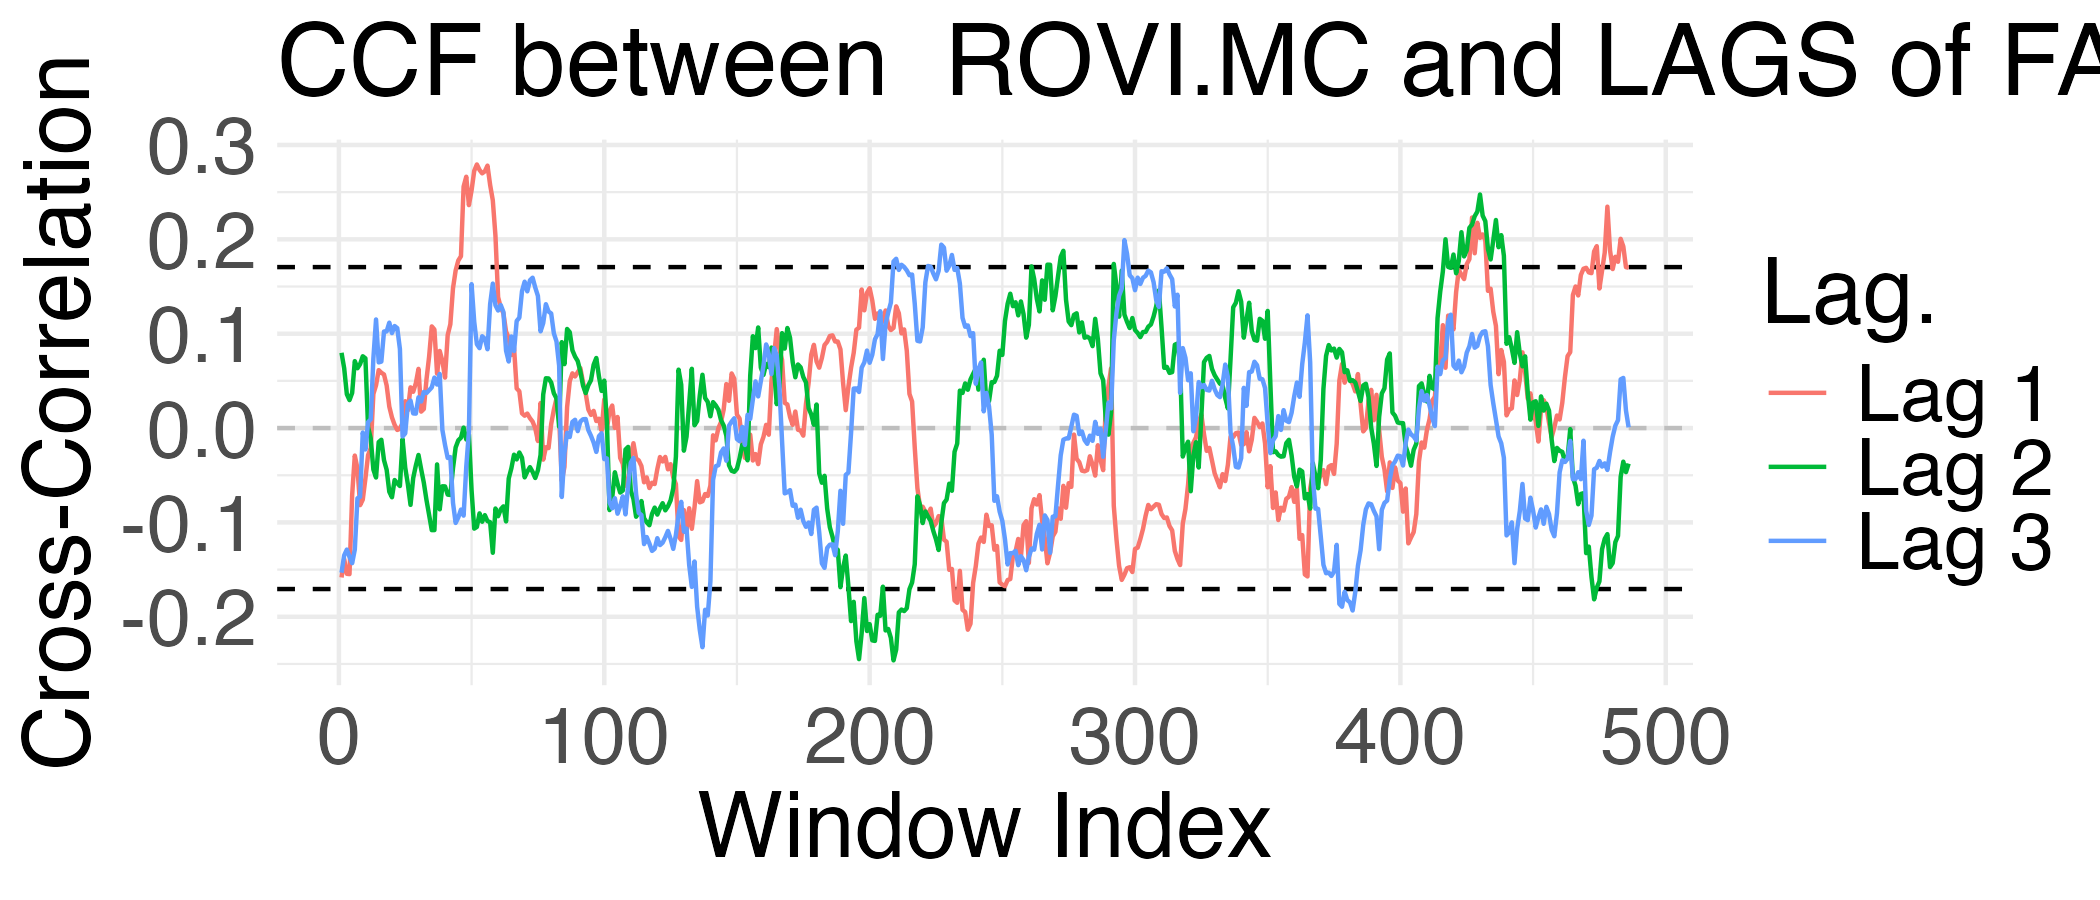 CCF between ROVI.MC and LAGS of FA
Cross-Correlation
0.3
0.2
0.1
0.0
-0.1
-0.2
0 100 200 300 400 500
Window Index
Lag.
Lag 1
Lag 2
Lag 3